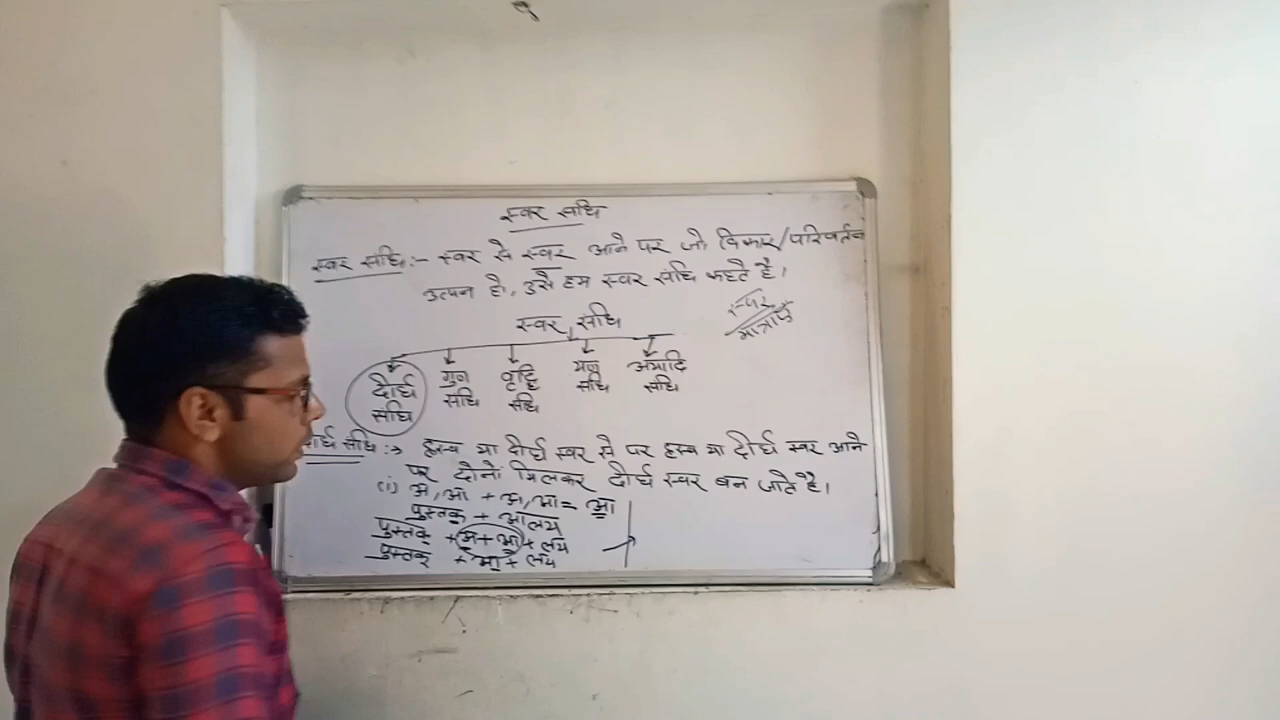 स्वर संधि
स्वर संधि:- स्वर से स्वर आने पर जो विकार/परिवर्तन
उत्पन हो, उसे हम स्वर संधि कहते है।
स्वर संधि
स्वर
मात्राएँ
दीर्घ संधि
गुण संधि
वृद्धि संधि
यण संधि
अयादि संधि
दीर्घ संधि :→ ह्रस्व या दीर्घ स्वर से पर ह्रस्व या दीर्घ स्वर आने
पर दोनों मिलकर दीर्घ स्वर बन जाते है।
(i) अ, आ + अ, आ = आ
पुस्तक + आलय
पुस्तक् + अ + आ + लय
पुस्तक् + आ + लय